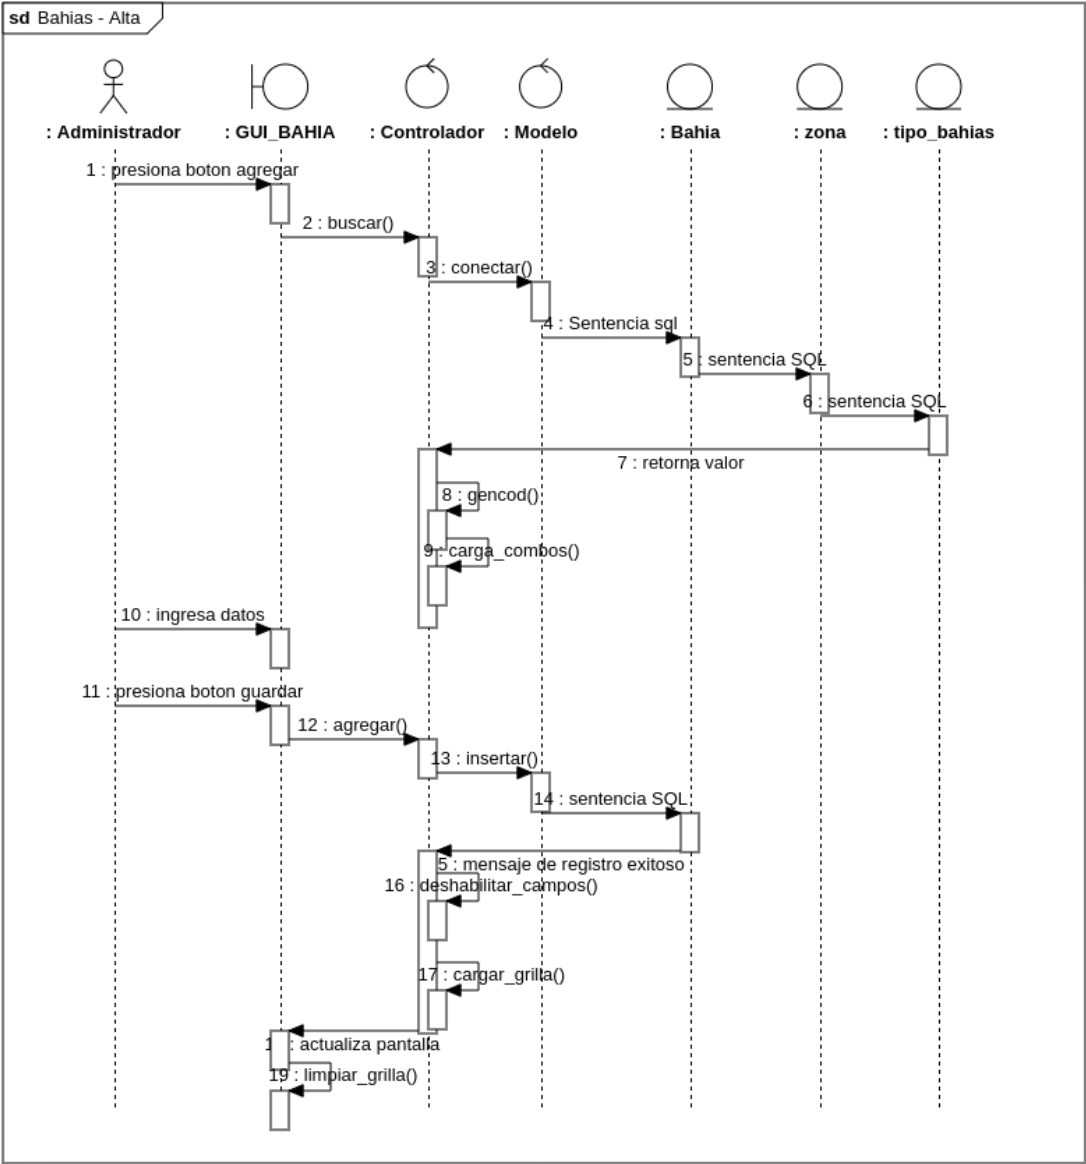 sd Bahias - Alta
: Administrador
: GUI_BAHIA
: Controlador
: Modelo
: Bahia
: zona
: tipo_bahias
1 : presiona boton agregar
2 : buscar()
3 : conectar()
4 : Sentencia sql
5 : sentencia SQL
6 : sentencia SQL
7 : retorna valor
8 : gencod()
9 : carga_combos()
10 : ingresa datos
11 : presiona boton guardar
12 : agregar()
13 : insertar()
14 : sentencia SQL
5 : mensaje de registro exitoso
16 : deshabilitar_campos()
17 : cargar_grilla()
: actualiza pantalla
19 : limpiar_grilla()